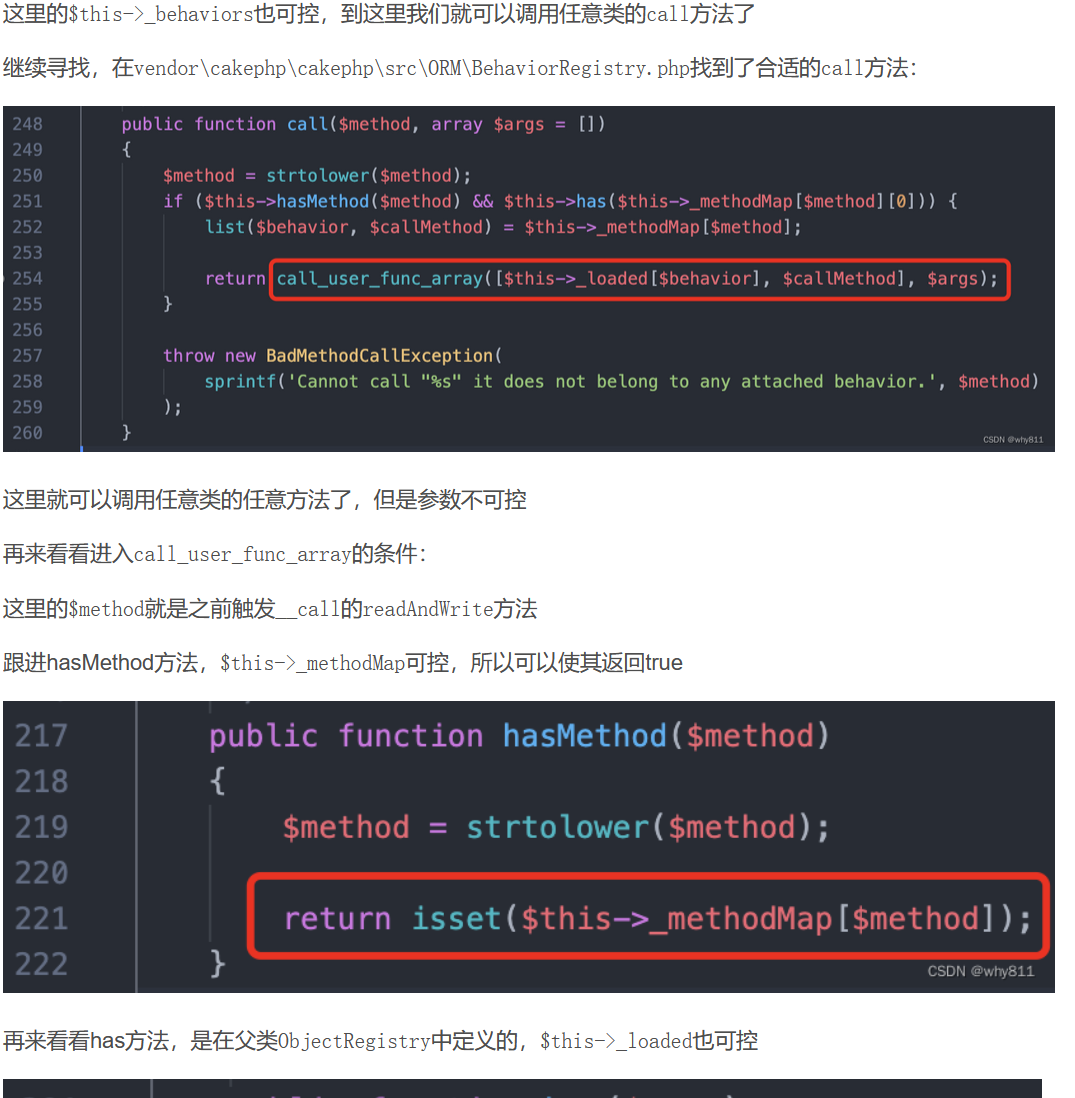 这里的$this->_behaviors也可控，到这里我们就可以调用任意类的call方法了
继续寻找，在vendor\cakephp\cakephp\src\ORM\BehaviorRegistry.php找到了合适的call方法：
248 public function call($method, array $args = [])
249 {
250 $method = strtolower($method);
251 if ($this->hasMethod($method) && $this->has($this->_methodMap[$method][0])) {
252 list($behavior, $callMethod) = $this->_methodMap[$method];
253
254 return call_user_func_array([$this->_loaded[$behavior], $callMethod], $args);
255 }
256
257 throw new BadMethodCallException(
258 sprintf('Cannot call "%s" it does not belong to any attached behavior.', $method)
259 );
260 }
CSDN @why811
这里就可以调用任意类的任意方法了，但是参数不可控
再来看看进入call_user_func_array的条件：
这里的$method就是之前触发__call的readAndWrite方法
跟进hasMethod方法，$this->_methodMap可控，所以可以使其返回true
217 public function hasMethod($method)
218 {
219 $method = strtolower($method);
220
221 return isset($this->_methodMap[$method]);
222 }
CSDN @why811
再来看看has方法，是在父类ObjectRegistry中定义的，$this->_loaded也可控